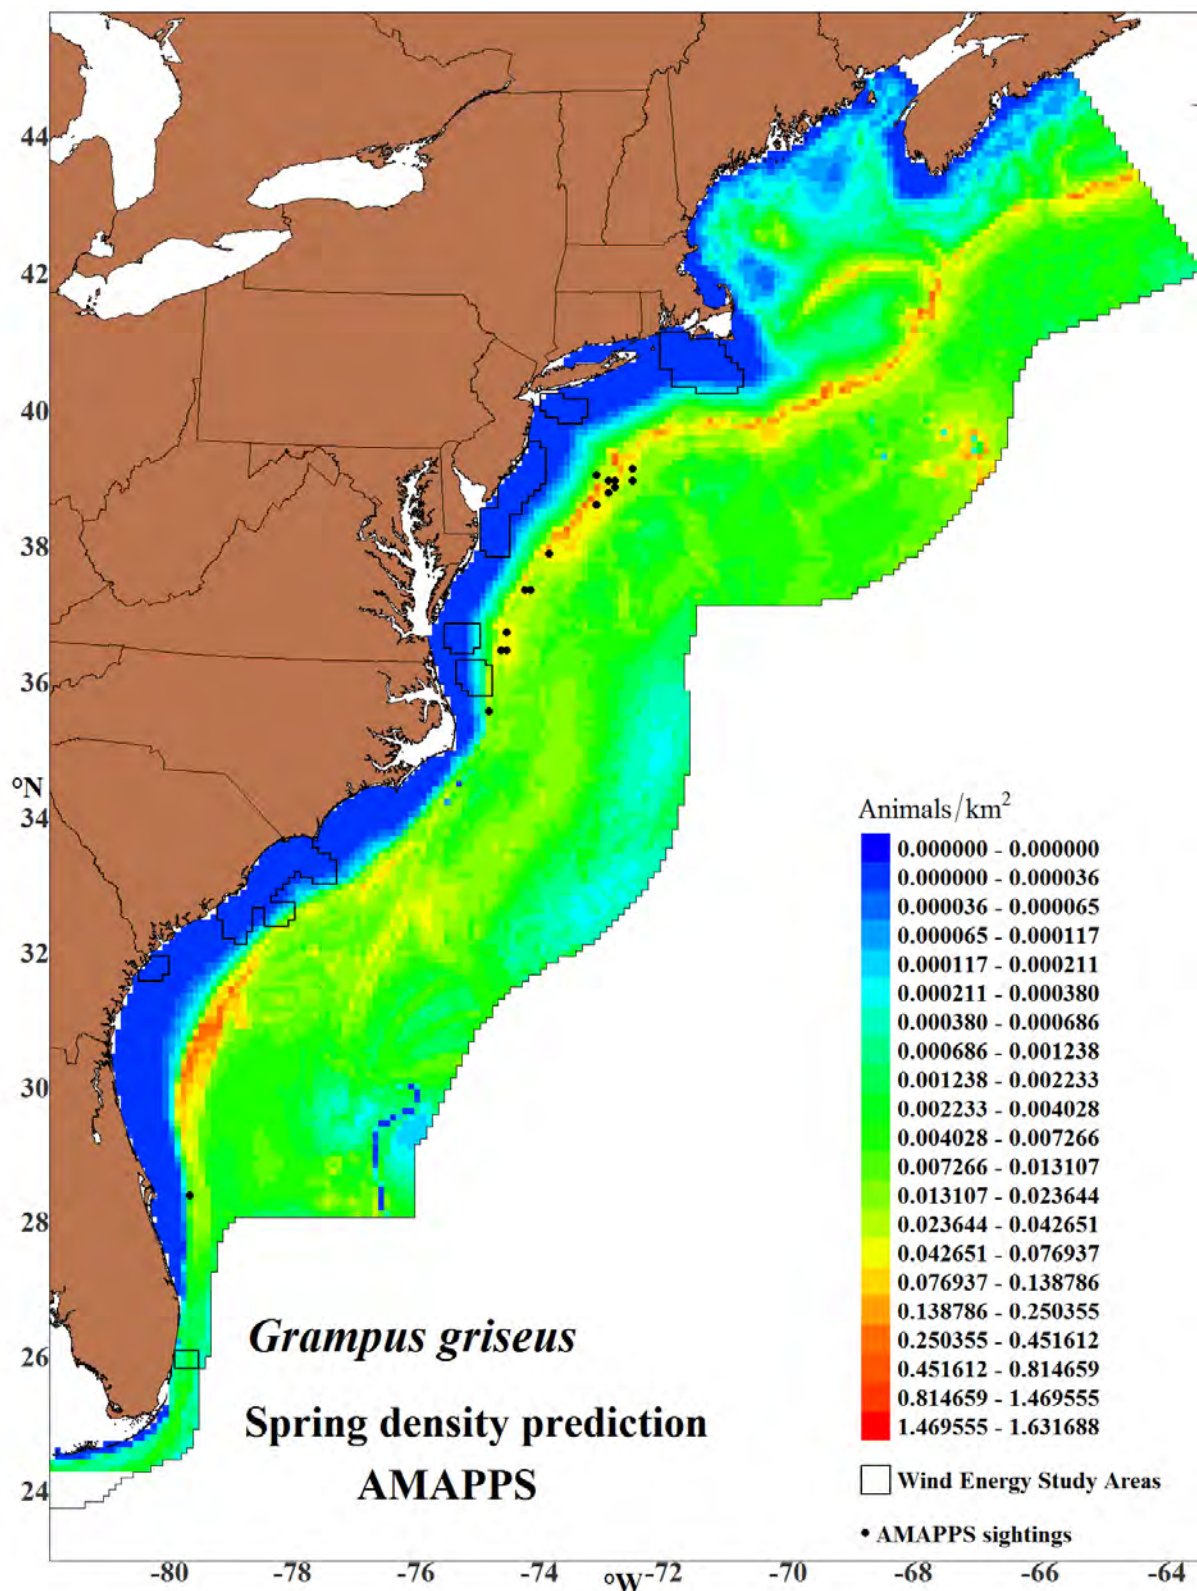 44
42
40
38
36
°N
34
32
30
28
26
24
Animals/km²
0.000000 - 0.000000
0.000000 - 0.000036
0.000036 - 0.000065
0.000065 - 0.000117
0.000117 - 0.000211
0.000211 - 0.000380
0.000380 - 0.000686
0.000686 - 0.001238
0.001238 - 0.002233
0.002233 - 0.004028
0.004028 - 0.007266
0.007266 - 0.013107
0.013107 - 0.023644
0.023644 - 0.042651
0.042651 - 0.076937
0.076937 - 0.138786
0.138786 - 0.250355
0.250355 - 0.451612
0.451612 - 0.814659
0.814659 - 1.469555
1.469555 - 1.631688
Wind Energy Study Areas
AMAPPS sightings
Grampus griseus
Spring density prediction
AMAPPS
-80 -78 -76 -74 -72 -70 -68 -66 -64
°W